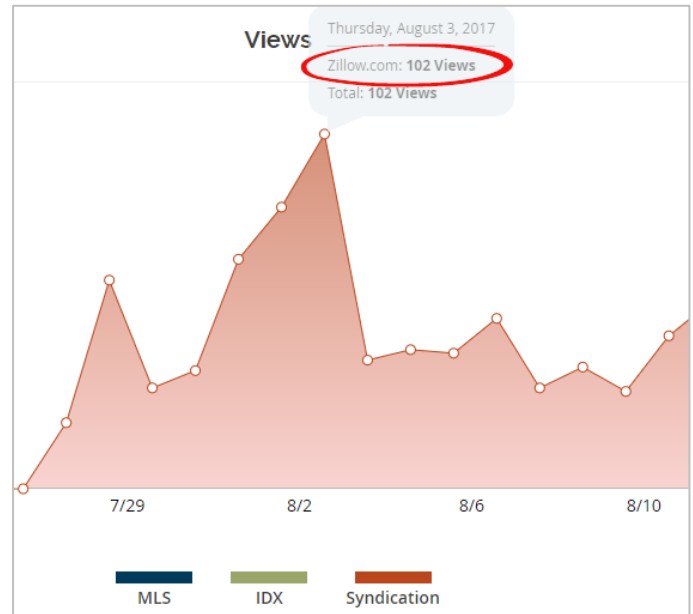 Views
Thursday, August 3, 2017
Zillow.com: 102 Views
Total: 102 Views
7/29 8/2 8/6 8/10
MLS IDX Syndication